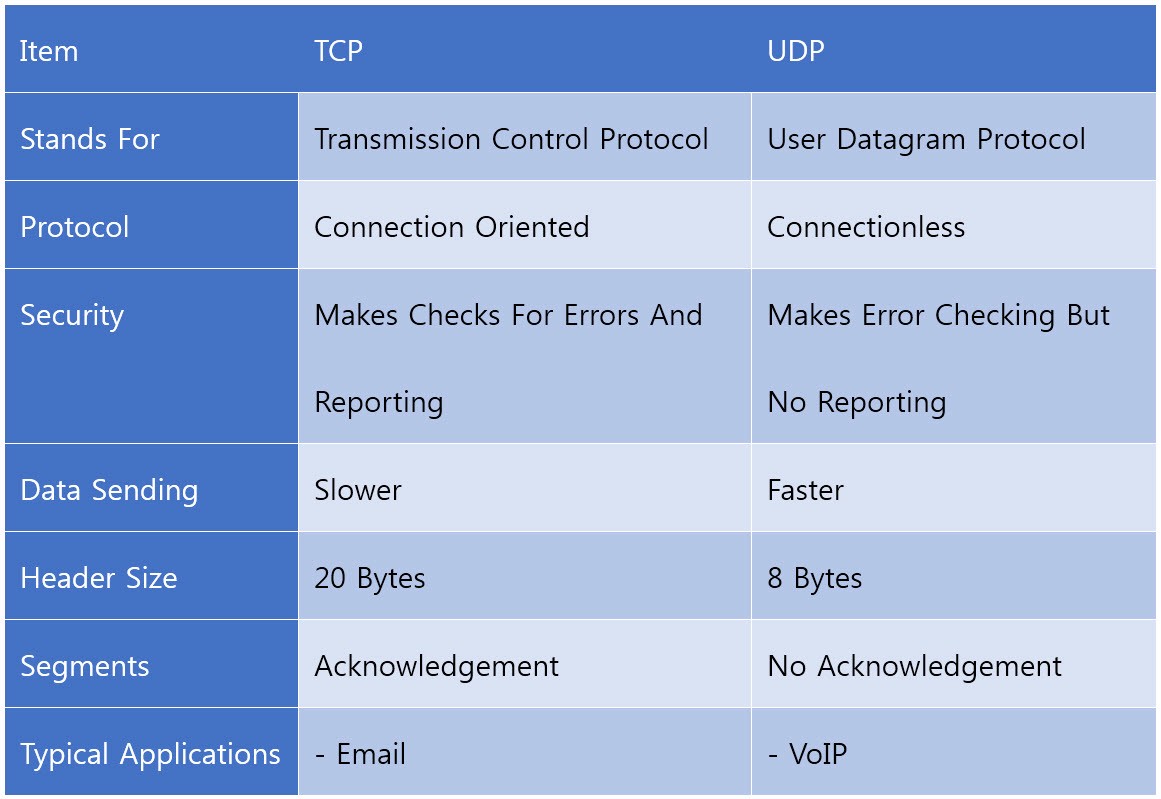 Item TCP UDP
Stands For Transmission Control Protocol User Datagram Protocol
Protocol Connection Oriented Connectionless
Security Makes Checks For Errors And Makes Error Checking But
Reporting No Reporting
Data Sending Slower Faster
Header Size 20 Bytes 8 Bytes
Segments Acknowledgement No Acknowledgement
Typical Applications - Email - VoIP